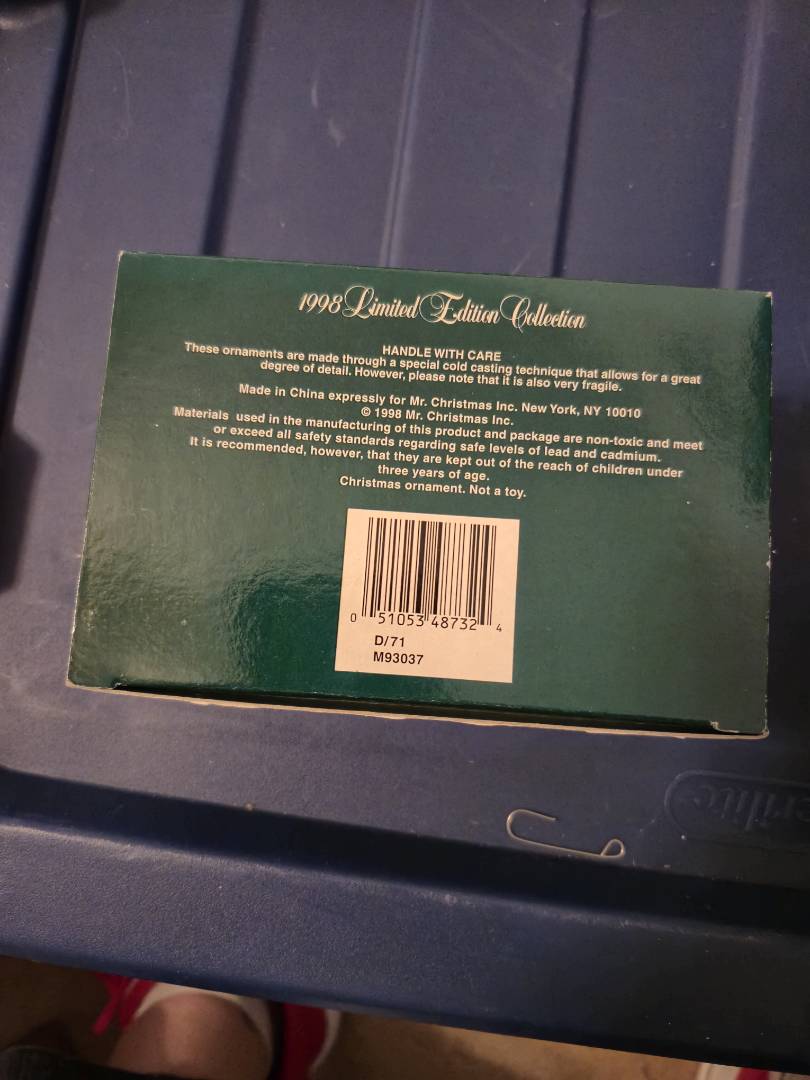 1998 Limited Edition Collection
HANDLE WITH CARE
These ornaments are made through a special cold casting technique that allows for a great
degree of detail. However, please note that it is also very fragile.
Made in China expressly for Mr. Christmas Inc. New York, NY 10010
© 1998 Mr. Christmas Inc.
Materials used in the manufacturing of this product and package are non-toxic and meet
or exceed all safety standards regarding safe levels of lead and cadmium.
It is recommended, however, that they are kept out of the reach of children under
three years of age.
Christmas ornament. Not a toy.
0 51053 48732 4
D/71
M93037